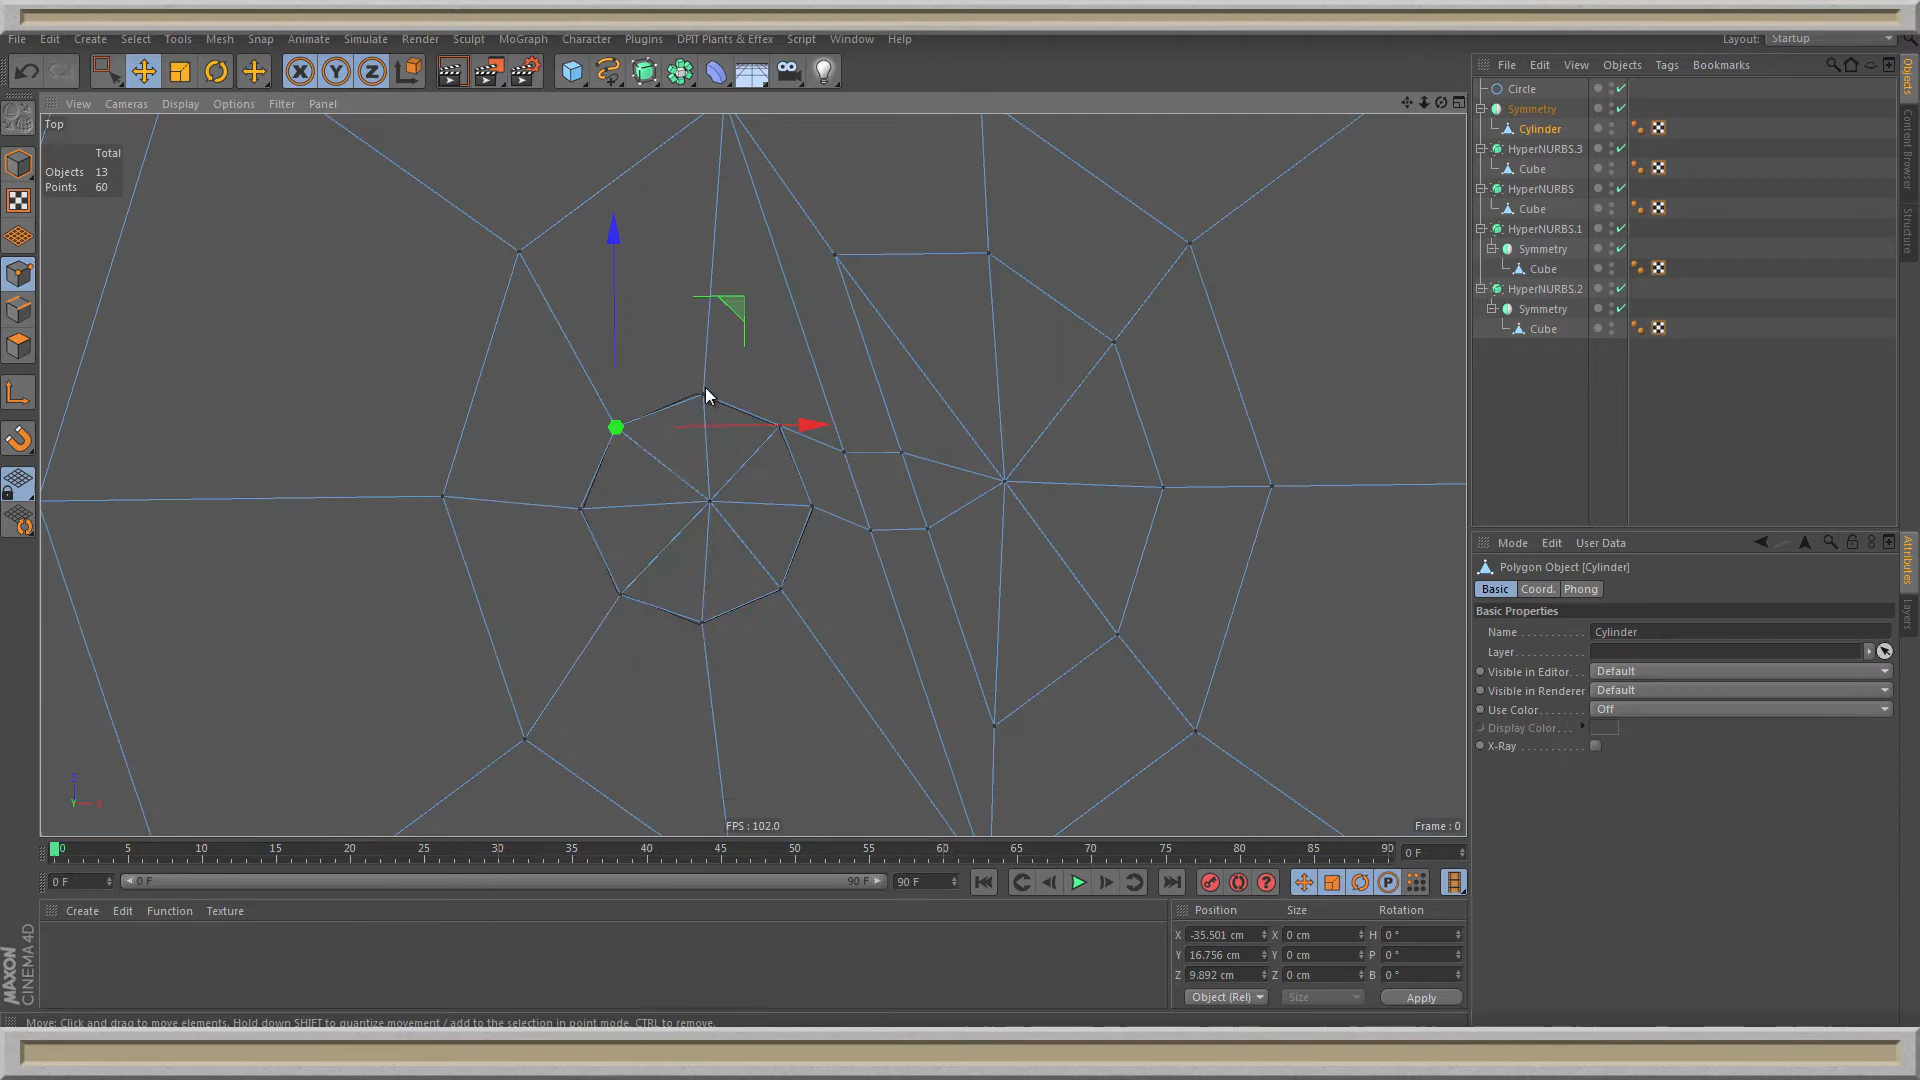 File Edit Create Select Tools Mesh Snap Animate Simulate Render Sculpt MoGraph Character Plugins DPIT Plants & Effex Script Window Help
Layout: Startup
View Cameras Display Options Filter Panel
Top
Total
Objects 13
Points 60
FPS : 102.0
Frame : 0
Z
Y X
0 5 10 15 20 25 30 35 40 45 50 55 60 65 70 75 80 85 90
0 F
0 F
0 F
90 F
90 F
Create Edit Function Texture
MAXON
CINEMA 4D
Position Size Rotation
X -35.501 cm X 0 cm H 0 °
Y 16.756 cm Y 0 cm P 0 °
Z 9.892 cm Z 0 cm B 0 °
Object (Rel) Size Apply
Move: Click and drag to move elements. Hold down SHIFT to quantize movement / add to the selection in point mode, CTRL to remove.
File Edit View Objects Tags Bookmarks
Circle
Symmetry
Cylinder
HyperNURBS.3
Cube
HyperNURBS
Cube
HyperNURBS.1
Symmetry
Cube
HyperNURBS.2
Symmetry
Cube
Mode Edit User Data
Polygon Object [Cylinder]
Basic Coord. Phong
Basic Properties
Name . . . . . . . . . . . Cylinder
Layer. . . . . . . . . . . .
Visible in Editor. . . Default
Visible in Renderer Default
Use Color. . . . . . . . Off
Display Color. . .
X-Ray . . . . . . . . . . .
Objects
Content Browser
Structure
Attributes
Layers